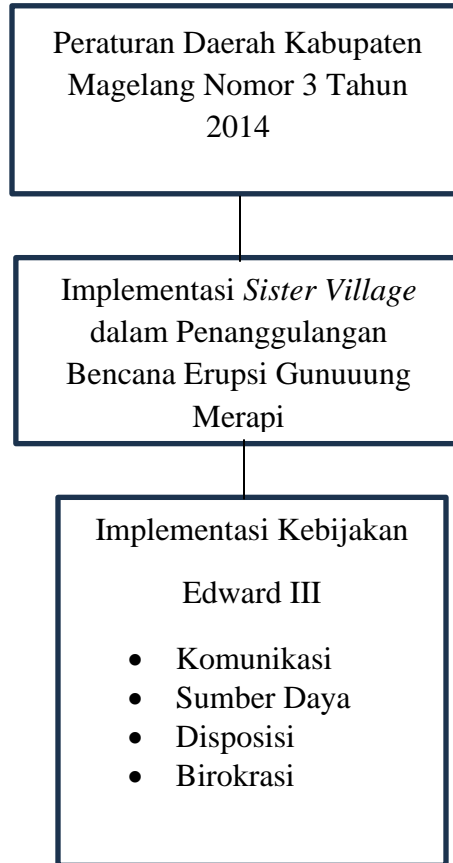 Peraturan Daerah Kabupaten
Magelang Nomor 3 Tahun
2014
Implementasi Sister Village
dalam Penanggulangan
Bencana Erupsi Gunuuung
Merapi
Implementasi Kebijakan
Edward III
• Komunikasi
• Sumber Daya
• Disposisi
• Birokrasi